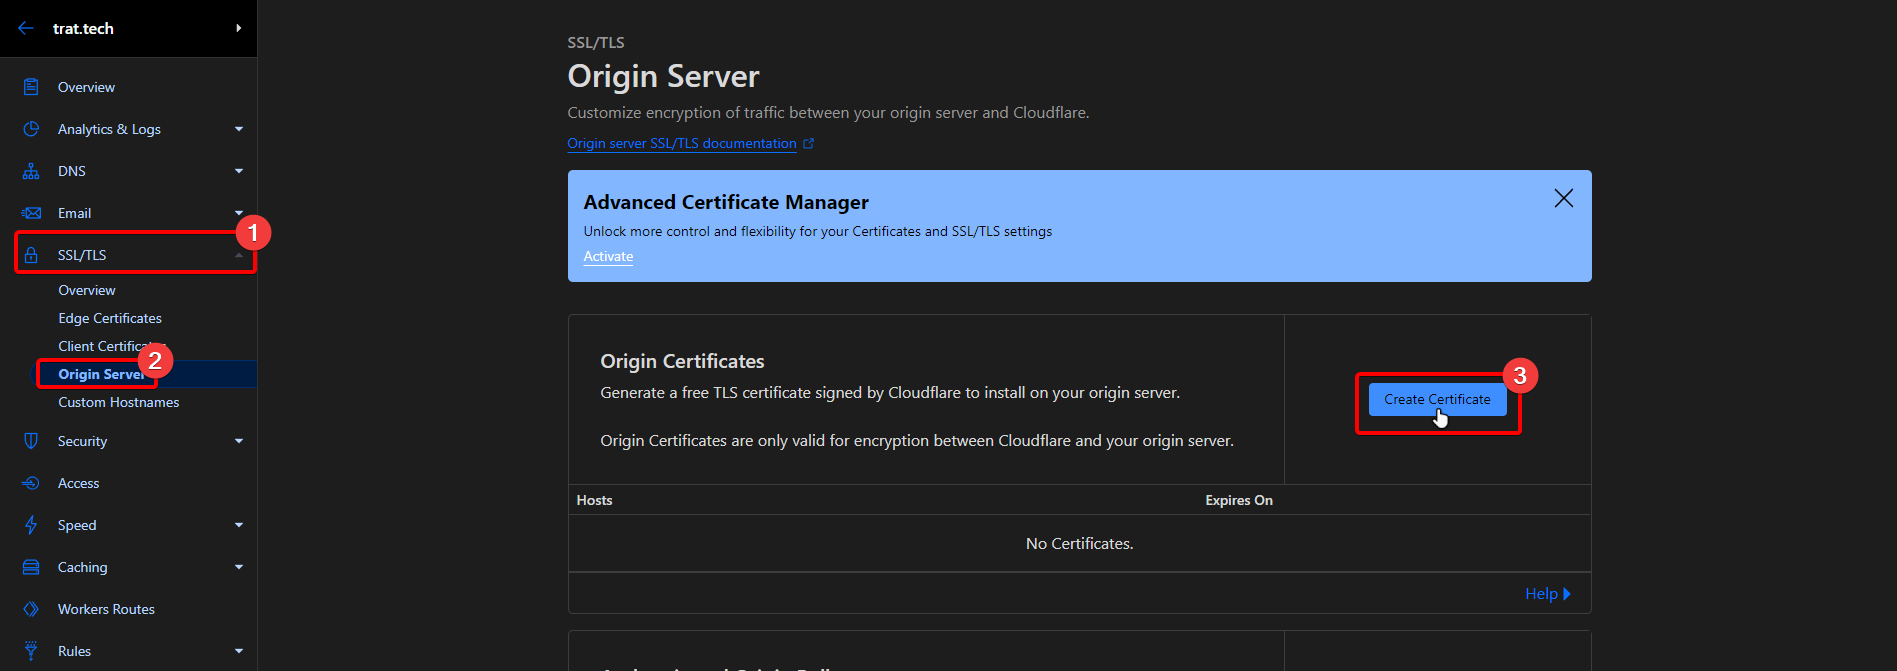 trat.tech
Overview
Analytics & Logs
DNS
Email
1
SSL/TLS
Overview
Edge Certificates
Client
2
Origin Server
Custom Hostnames
Security
Access
Speed
Caching
Workers Routes
Rules
SSL/TLS
Origin Server
Customize encryption of traffic between your origin server and Cloudflare.
Origin server SSL/TLS documentation
Advanced Certificate Manager
Unlock more control and flexibility for your Certificates and SSL/TLS settings
Activate
Origin Certificates
Generate a free TLS certificate signed by Cloudflare to install on your origin server.
Origin Certificates are only valid for encryption between Cloudflare and your origin server.
3
Create Certificate
Hosts Expires On
No Certificates.
Help